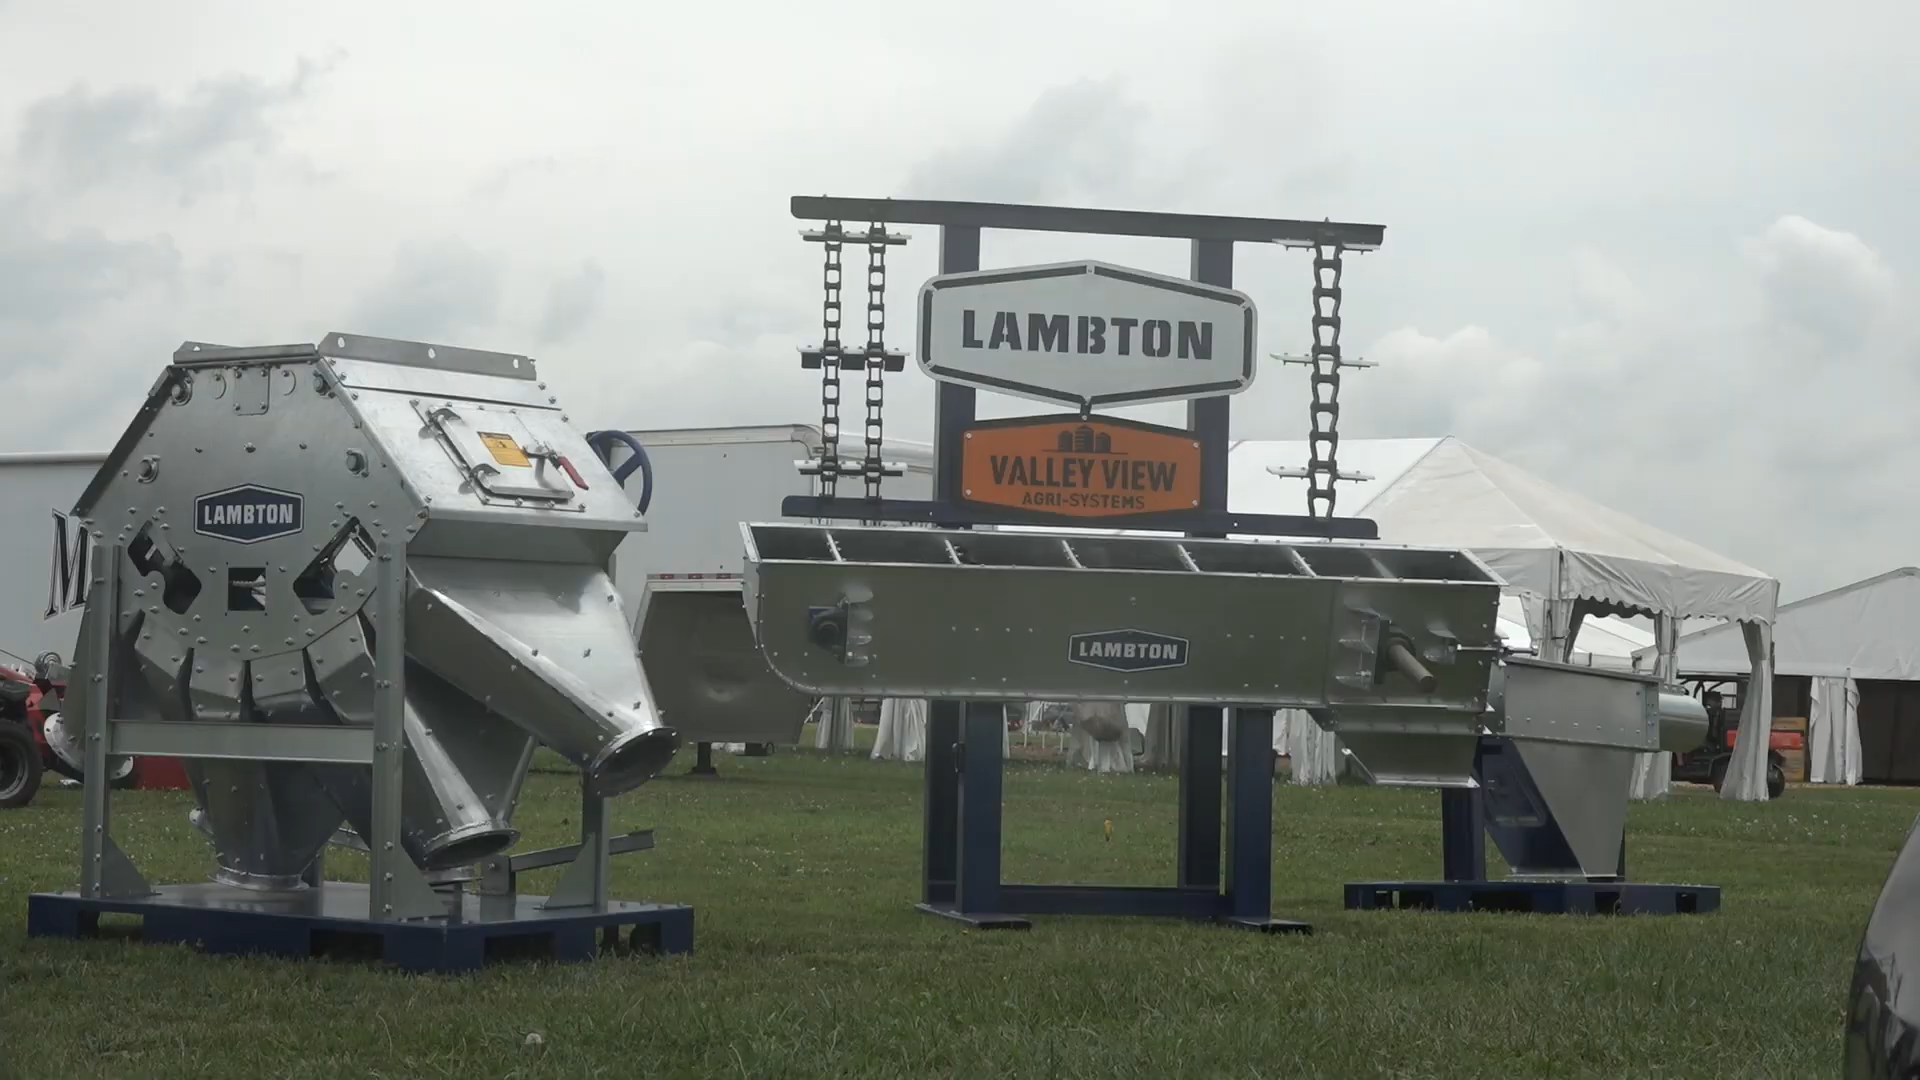 LAMBTON
VALLEY VIEW
AGRI-SYSTEMS
LAMBTON
LAMBTON
M